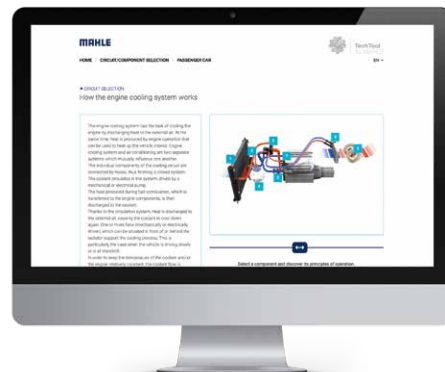 MAHLE
TechTool
HOME CIRCUIT/COMPONENT SELECTION PASSENGER CAR
EN
CIRCUIT SELECTION
How the engine cooling system works
The engine cooling system has the task of cooling the
engine by discharging heat to the external air. At the
same time, heat is produced by engine operation that
can be used to heat up the vehicle interior. Engine
cooling system and air conditioning are two separate
systems which mutually influence one another.
The individual components of the cooling circuit are
connected by hoses, thus forming a closed system.
The coolant circulates in the system, driven by a
mechanical or electrical pump.
The heat produced during fuel combustion, which is
transferred to the engine components, is then
discharged to the coolant.
Thanks to the circulation system, heat is discharged to
the external air, causing the coolant to cool down
again. One or more fans (mechanically or electrically
driven) which can be situated in front of or behind the
radiator support the cooling process. This is
particularly the case when the vehicle is driving slowly
or is at standstill.
In order to keep the temperature of the coolant and/or
the engine relatively constant, the coolant flow is
Select a component and discover its principles of operation.